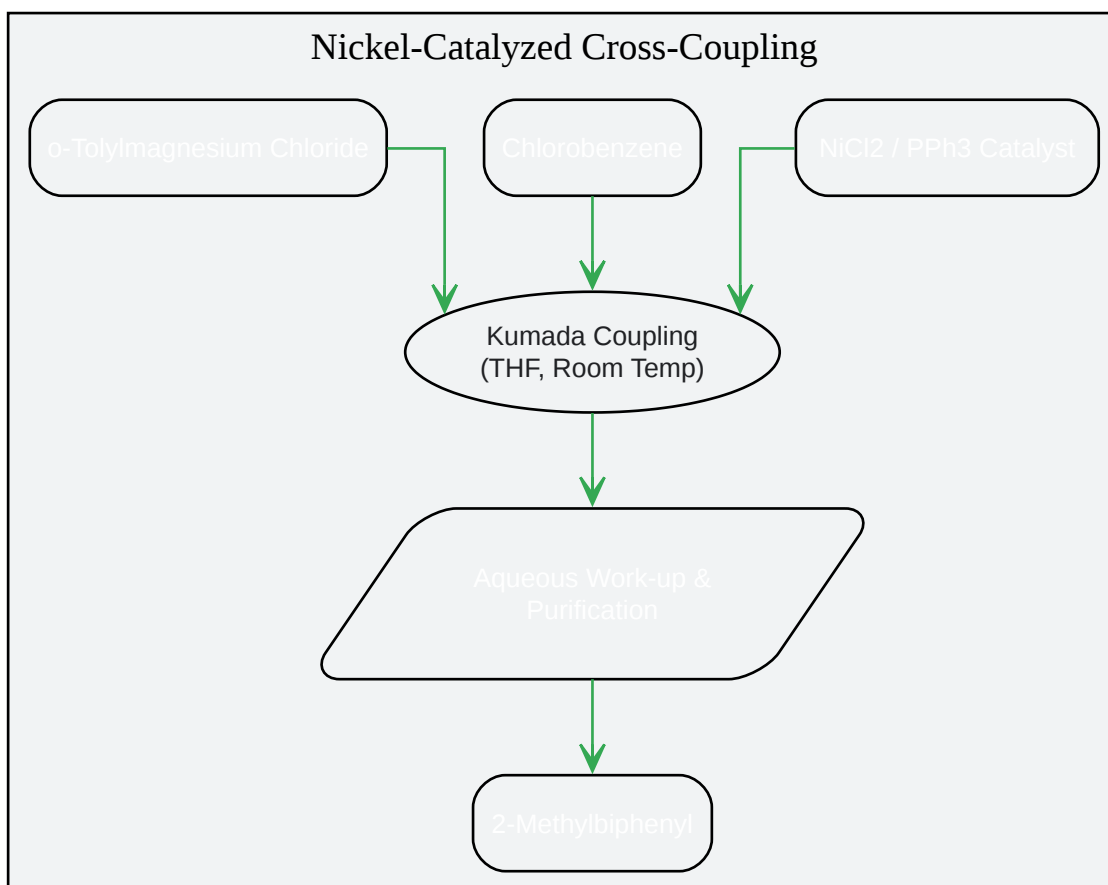 Nickel-Catalyzed Cross-Coupling
o-Tolylmagnesium Chloride
Chlorobenzene
NiCl2 / PPh3 Catalyst
Kumada Coupling
(THF, Room Temp)
Aqueous Work-up &
Purification
2-Methylbiphenyl